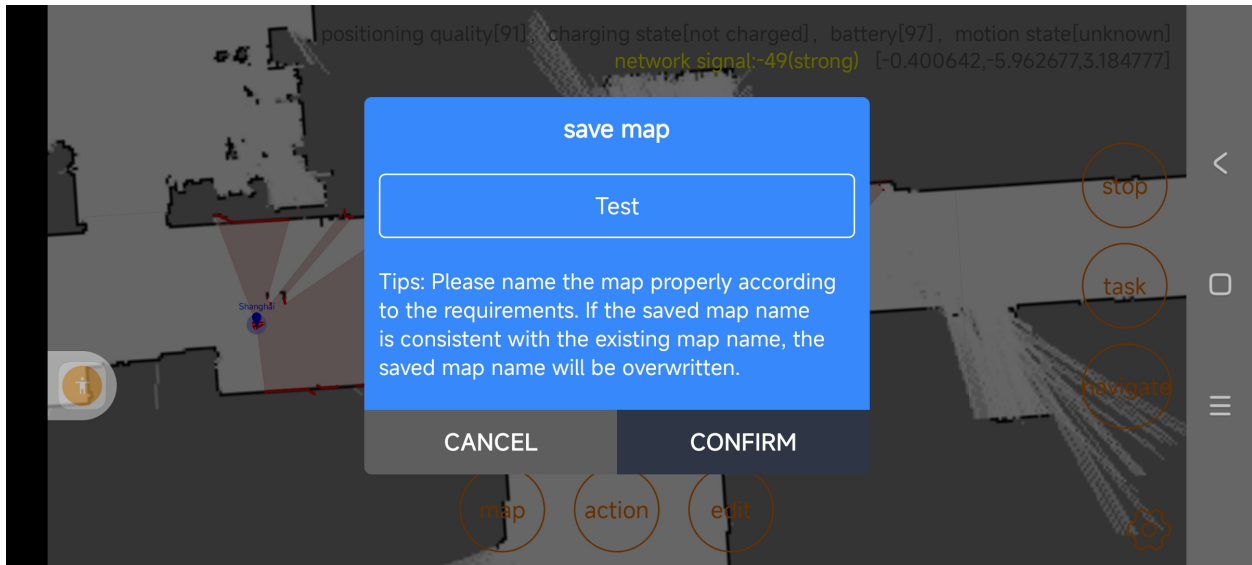 positioning quality[91], charging state[not charged], battery[97], motion state[unknown]
network signal:-49(strong) [-0.400642,-5.962677,3.184777]
save map
Test
Tips: Please name the map properly according
to the requirements. If the saved map name
is consistent with the existing map name, the
saved map name will be overwritten.
CANCEL
CONFIRM
Shanghai
stop
task
navigate
map
action
edit